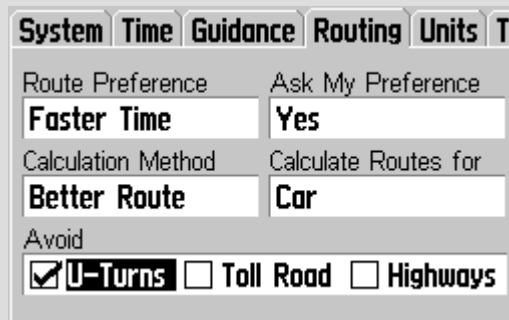 System Time Guidance Routing Units T
Route Preference Ask My Preference
Faster Time Yes
Calculation Method Calculate Routes for
Better Route Car
Avoid
U-Turns Toll Road Highways